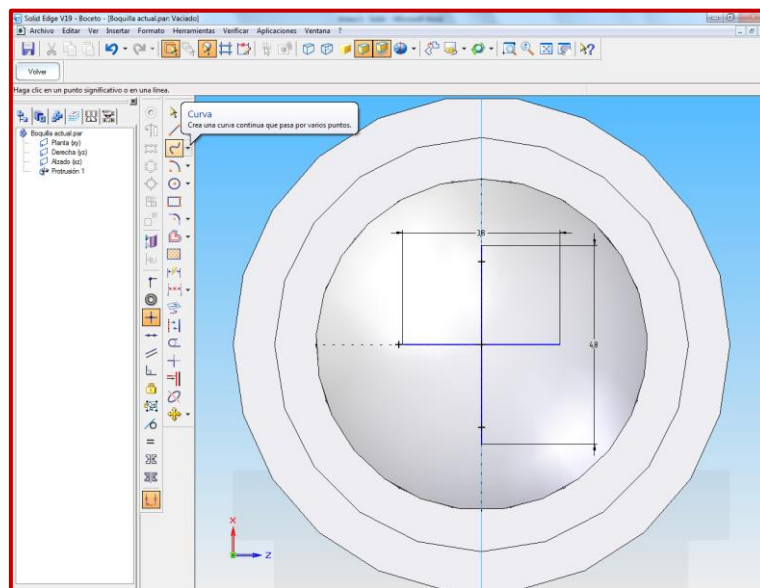 Solid Edge V19 - Boceto - [Boquilla actual.par: Vaciado]
Archivo Editar Ver Insertar Formato Herramientas Verificar Aplicaciones Ventana ?
Volver
Haga clic en un punto significativo o en una línea.
Curva
Crea una curva continua que pasa por varios puntos.
Boquilla actual.par
Planta (xy)
Derecha (yz)
Alzado (xz)
Protrusión 1
4,8
X
Z